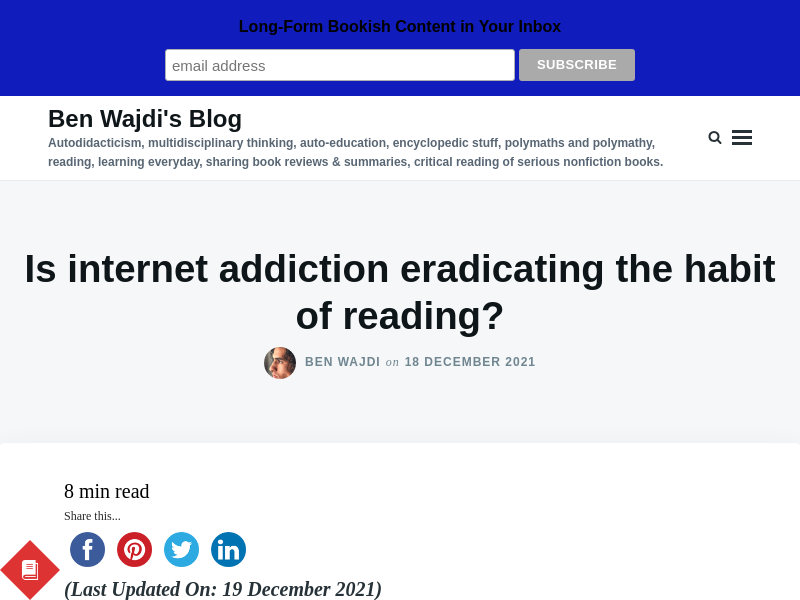 Long-Form Bookish Content in Your Inbox
email address
SUBSCRIBE
Ben Wajdi's Blog
Autodidacticism, multidisciplinary thinking, auto-education, encyclopedic stuff, polymaths and polymathy,
reading, learning everyday, sharing book reviews & summaries, critical reading of serious nonfiction books.
Is internet addiction eradicating the habit
of reading?
BEN WAJDI on 18 DECEMBER 2021
8 min read
Share this...
(Last Updated On: 19 December 2021)